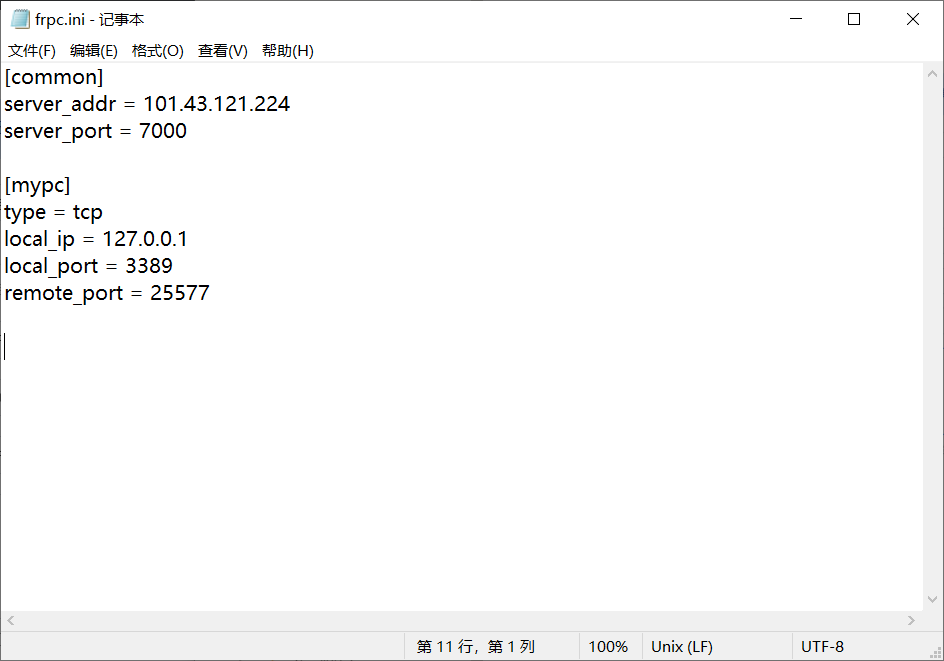 frpc.ini - 记事本
文件(F) 编辑(E) 格式(O) 查看(V) 帮助(H)
[common]
server_addr = 101.43.121.224
server_port = 7000
[mypc]
type = tcp
local_ip = 127.0.0.1
local_port = 3389
remote_port = 25577
第 11 行，第 1 列 100% Unix (LF) UTF-8